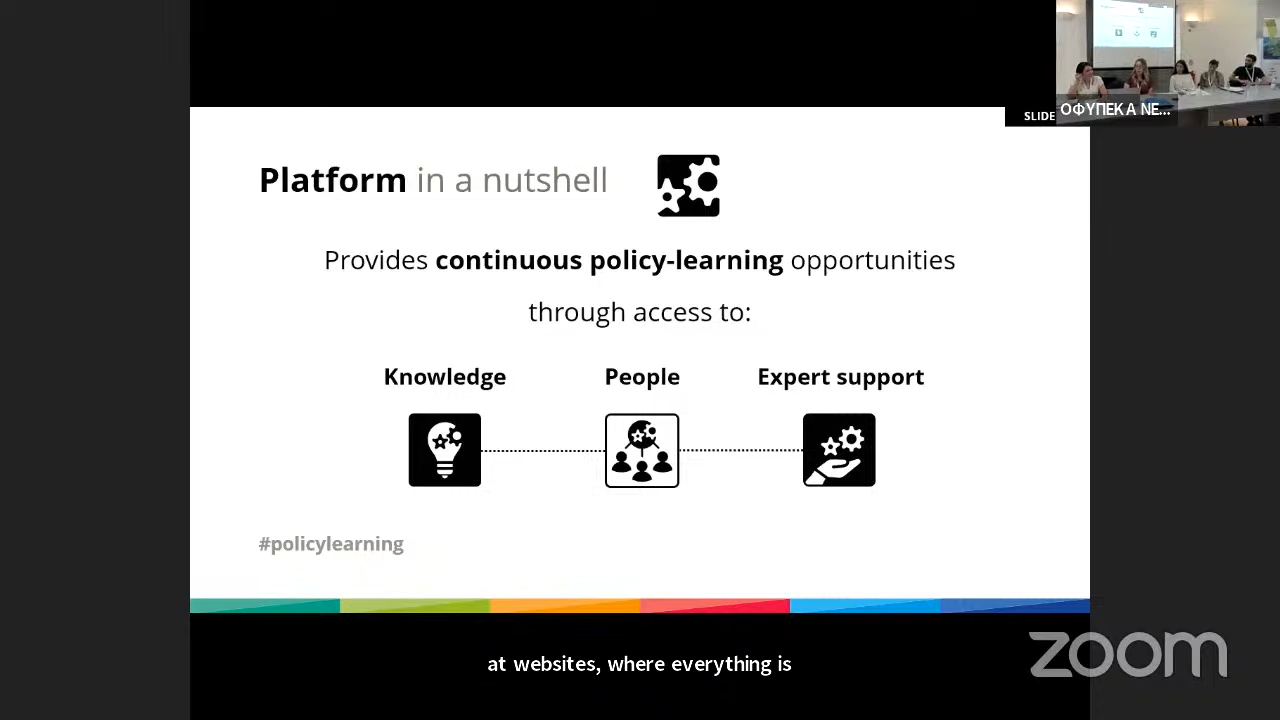 SLIDE
ΟΦΥΠΕΚΑ ΝΕ...
Platform in a nutshell
Provides continuous policy-learning opportunities
through access to:
Knowledge People Expert support
#policylearning
at websites, where everything is
zoom